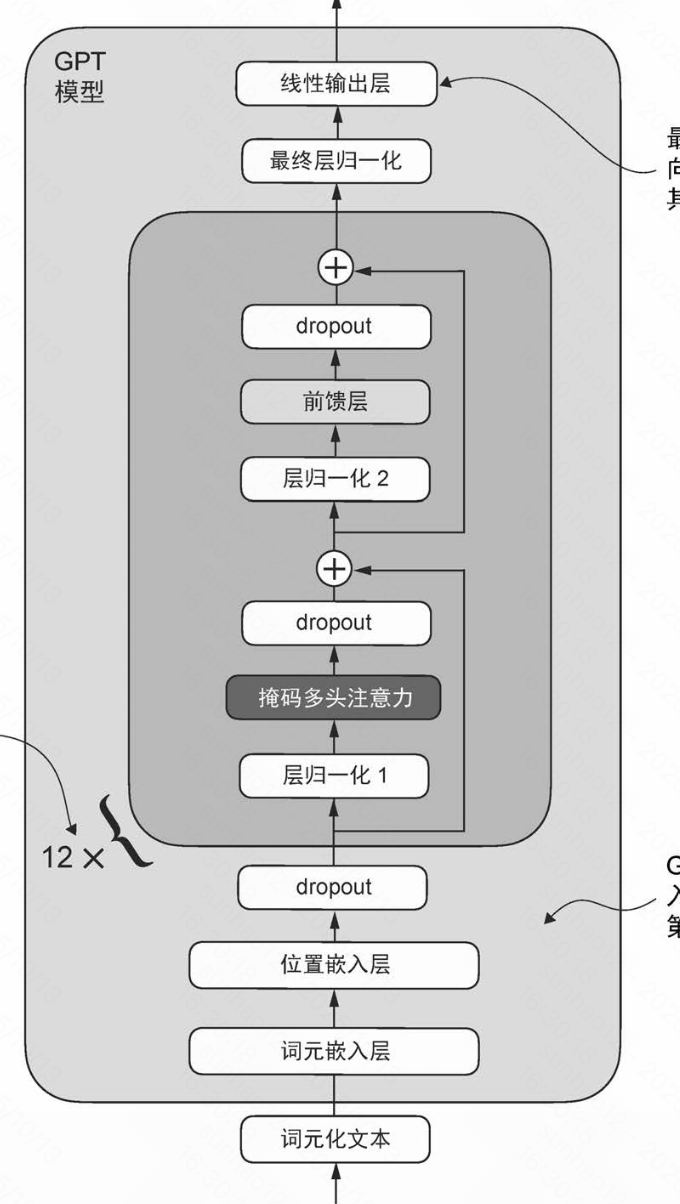 GPT
模型
线性输出层
最终层归一化
最
向
其
+
dropout
前馈层
层归一化 2
+
dropout
掩码多头注意力
层归一化 1
12 × {
dropout
G
入
第
位置嵌入层
词元嵌入层
词元化文本